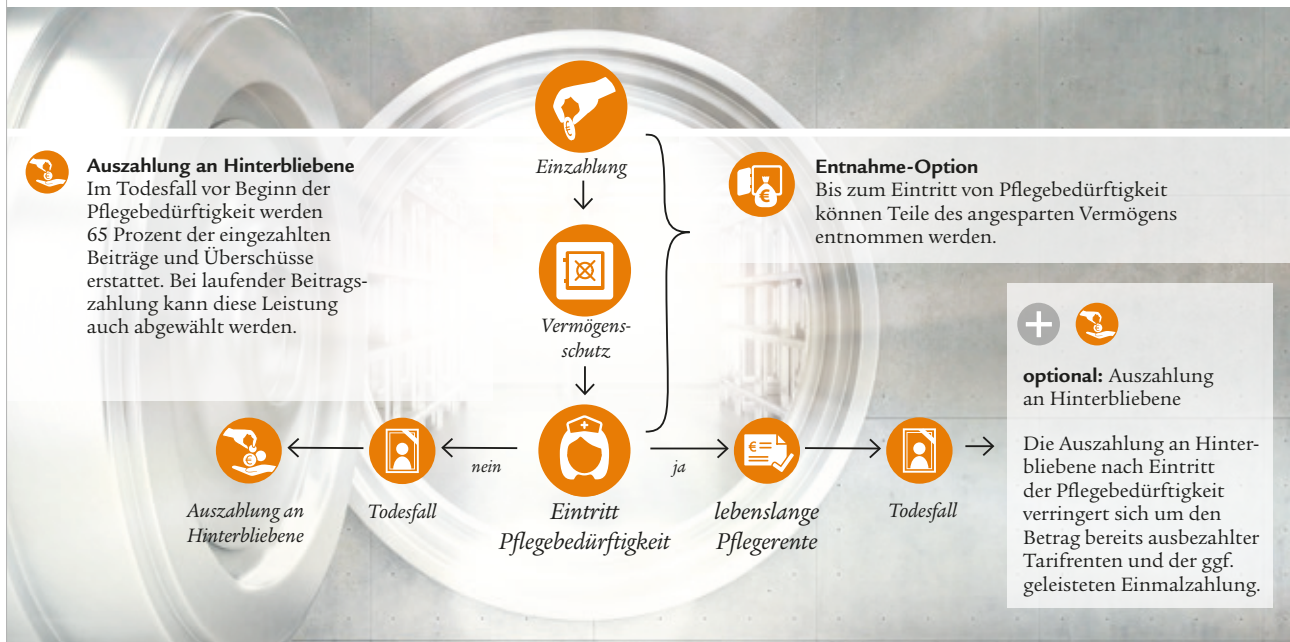 Einzahlung
Auszahlung an Hinterbliebene
Im Todesfall vor Beginn der
Pflegebedürftigkeit werden
65 Prozent der eingezahlten
Beiträge und Überschüsse
erstattet. Bei laufender Beitrags-
zahlung kann diese Leistung
auch abgewählt werden.
Entnahme-Option
Bis zum Eintritt von Pflegebedürftigkeit
können Teile des angesparten Vermögens
entnommen werden.
Vermögens-
schutz
nein
ja
Auszahlung an
Hinterbliebene
Todesfall
Eintritt
Pflegebedürftigkeit
lebenslange
Pflegerente
Todesfall
optional: Auszahlung
an Hinterbliebene
Die Auszahlung an Hinter-
bliebene nach Eintritt
der Pflegebedürftigkeit
verringert sich um den
Betrag bereits ausbezahlter
Tarifrenten und der ggf.
geleisteten Einmalzahlung.